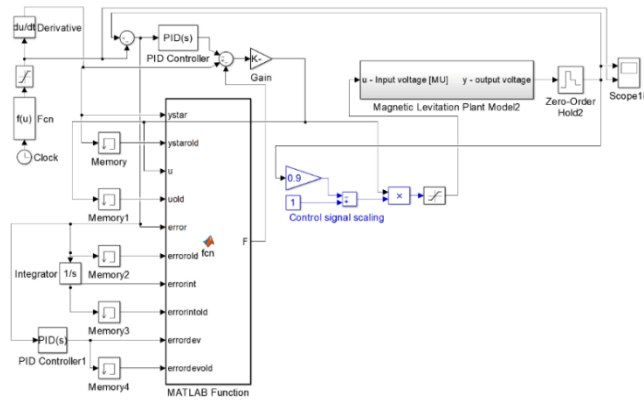 du/dt
Derivative
PID(s)
PID Controller
K-
Gain
u - Input voltage [MU]
y - output voltage
Magnetic Levitation Plant Model2
Zero-Order
Hold2
f(u)
Fcn
Clock
ystar
Memory
ystarold
u
Memory1
uold
error
0.9
1
Control signal scaling
×
F
fcn
Memory2
errorold
Integrator
1/s
errorint
Memory3
errorintold
PID(s)
PID Controller1
errordev
Memory4
errordevold
MATLAB Function